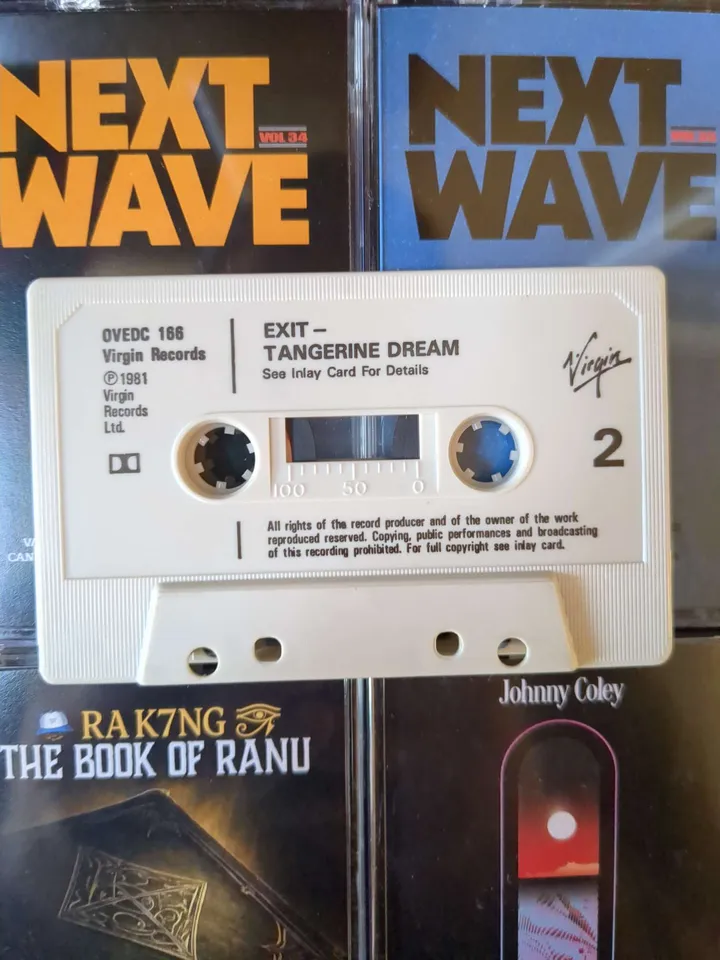 NEXT
WAVE
VOL 34
NEXT
WAVE
OVEDC 166
Virgin Records
Ⓟ 1981
Virgin
Records
Ltd.
EXIT –
TANGERINE DREAM
See Inlay Card For Details
Virgin
2
100 50 0
All rights of the record producer and of the owner of the work
reproduced reserved. Copying, public performances and broadcasting
of this recording prohibited. For full copyright see inlay card.
RA K7NG
THE BOOK OF RANU
Johnny Coley